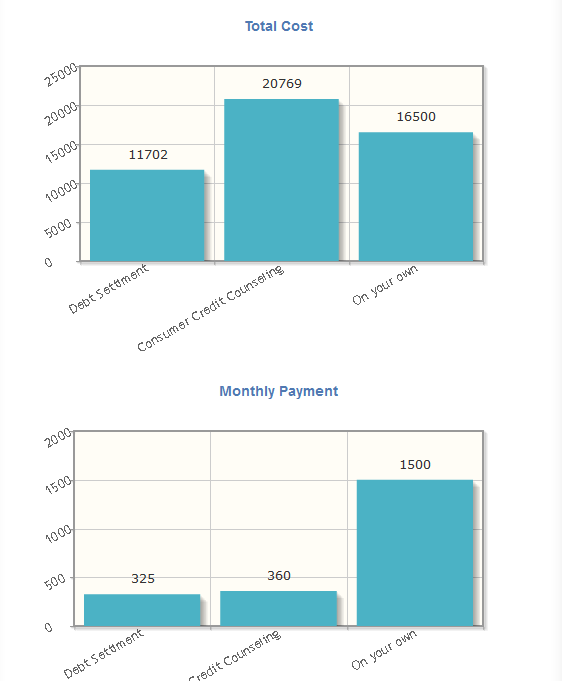 Total Cost
25000
20000
15000
10000
5000
0
11702
20769
16500
Debt Settlment
Consumer Credit Counseling
On your own
Monthly Payment
2000
1500
1000
500
0
325
360
1500
Debt Settlment
Credit Counseling
On your own